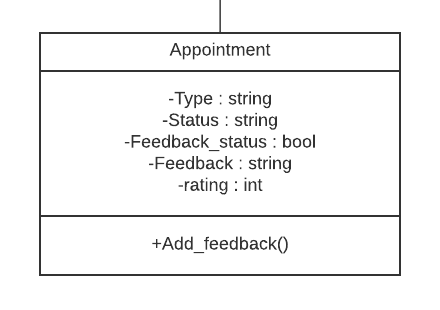 Appointment
-Type : string
-Status : string
-Feedback_status : bool
-Feedback : string
-rating : int
+Add_feedback()